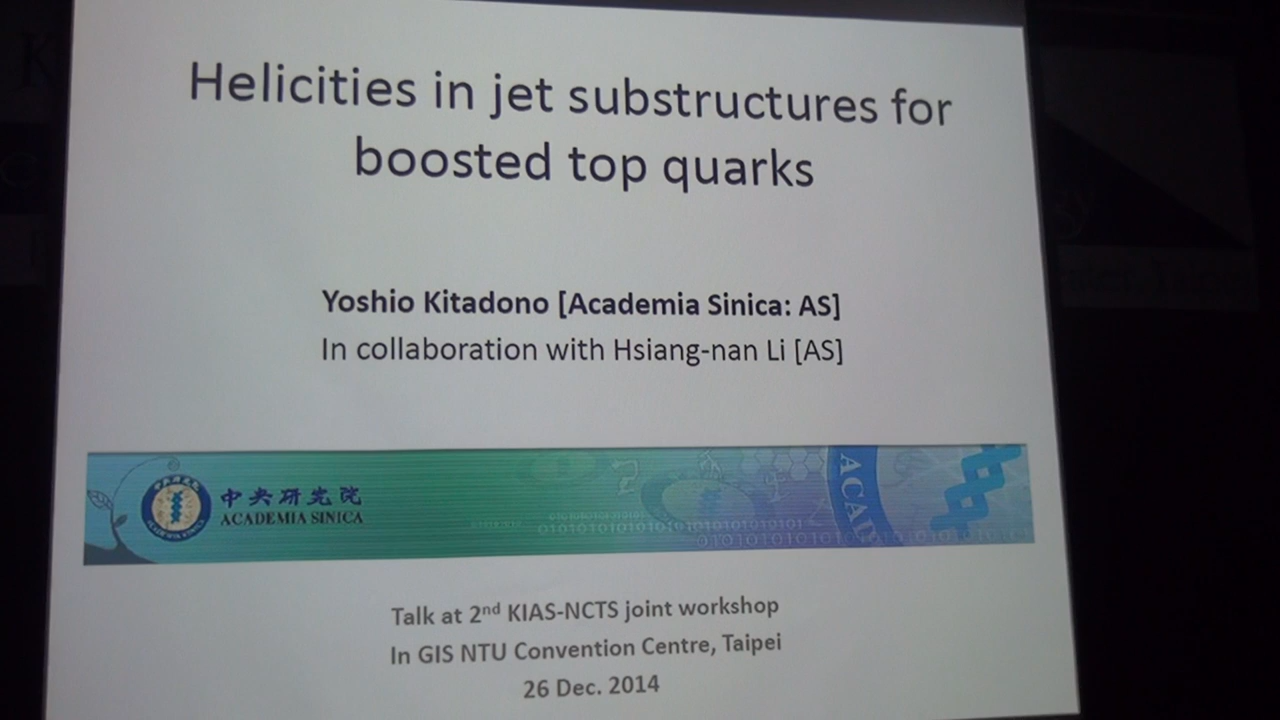 Helicities in jet substructures for
boosted top quarks
Yoshio Kitadono [Academia Sinica: AS]
In collaboration with Hsiang-nan Li [AS]
中央研究院
ACADEMIA SINICA
ACAD
Talk at 2nd KIAS-NCTS joint workshop
In GIS NTU Convention Centre, Taipei
26 Dec. 2014